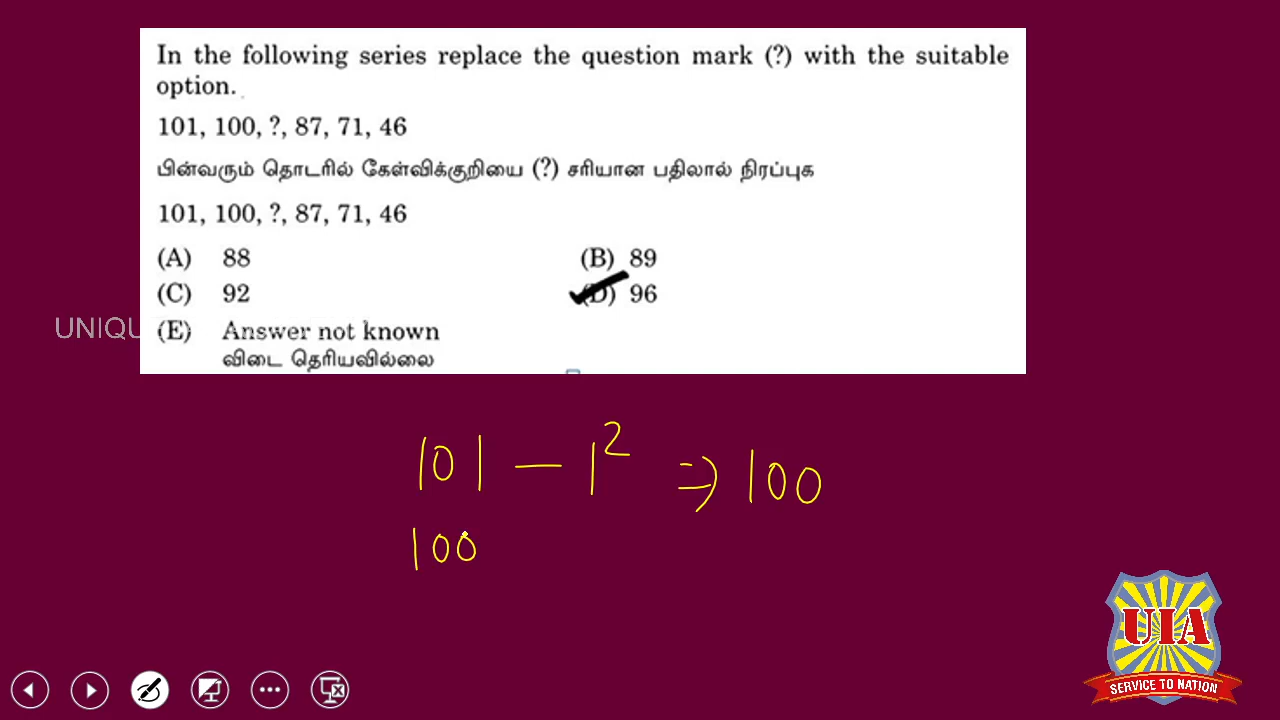 In the following series replace the question mark (?) with the suitable
option.
101, 100, ?, 87, 71, 46
பின்வரும் தொடரில் கேள்விக்குறியை (?) சரியான பதிலால் நிரப்புக
101, 100, ?, 87, 71, 46
(A) 88 (B) 89
(C) 92 (D) 96
UNIQU
(E) Answer not known
விடை தெரியவில்லை
101 — 1² ⇒ 100
100
UIA
SERVICE TO NATION